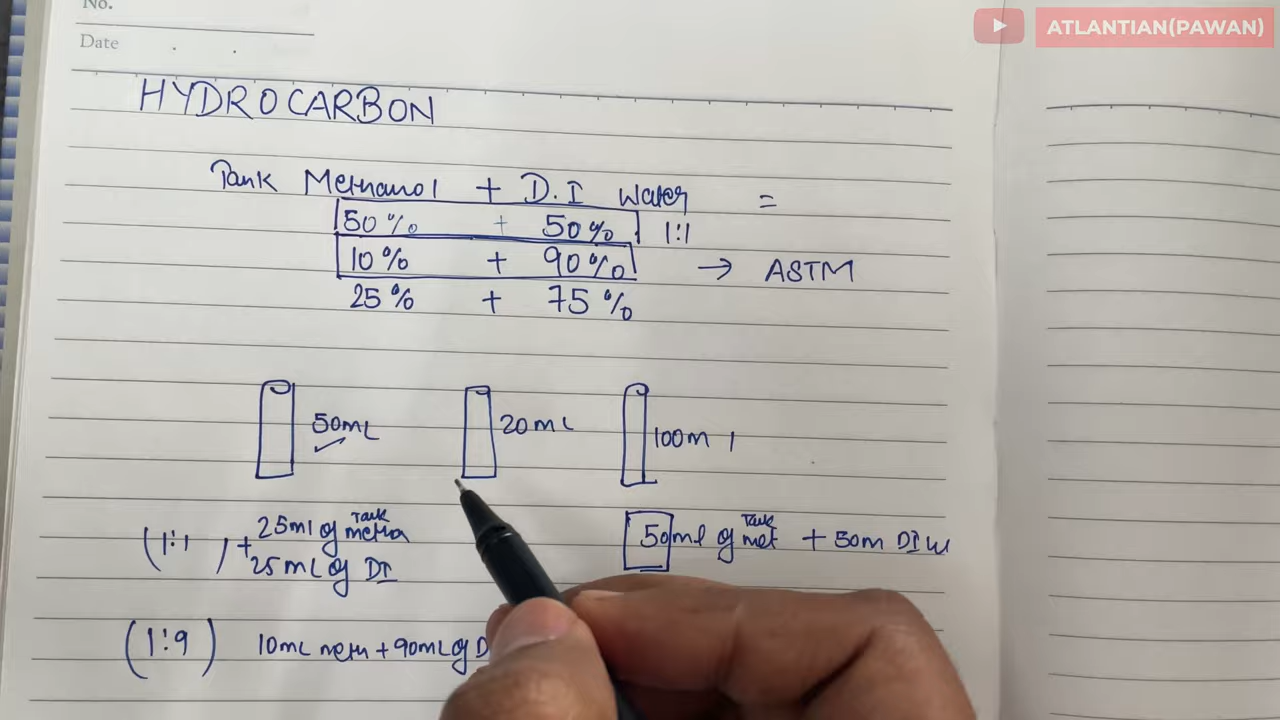 No.
ATLANTIAN(PAWAN)
Date
HYDROCARBON
Tank Methanol + D.I Water =
50% + 50% 1:1
10% + 90% → ASTM
25% + 75%
50mL 20mL 100ml
(1:1) + 25ml of Tank metha
25mL of DI
50ml of Tank met + 50m DI W
(1:9) 10mL meth + 90mL of D